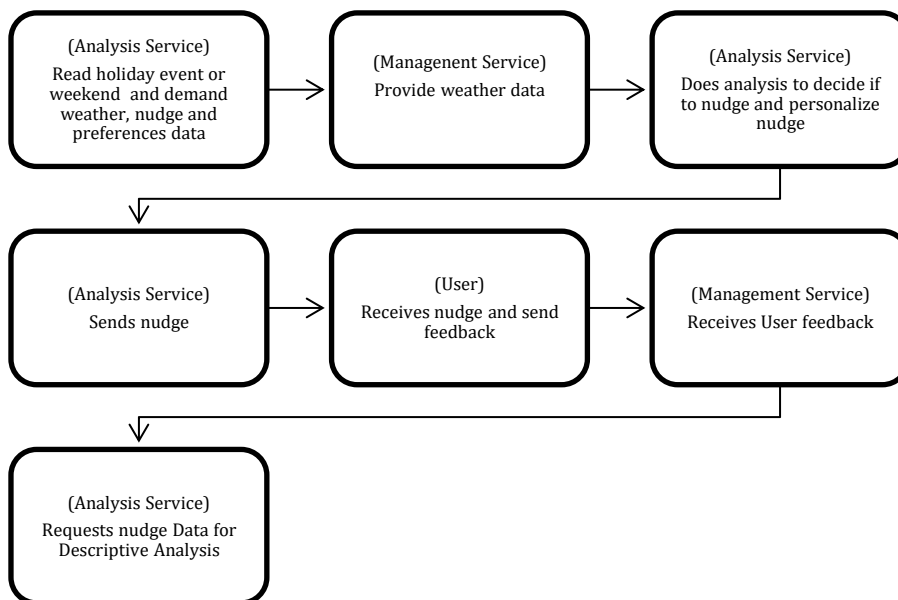 (Analysis Service)
Read holiday event or
weekend and demand
weather, nudge and
preferences data
(Managenent Service)
Provide weather data
(Analysis Service)
Does analysis to decide if
to nudge and personalize
nudge
(Analysis Service)
Sends nudge
(User)
Receives nudge and send
feedback
(Management Service)
Receives User feedback
(Analysis Service)
Requests nudge Data for
Descriptive Analysis